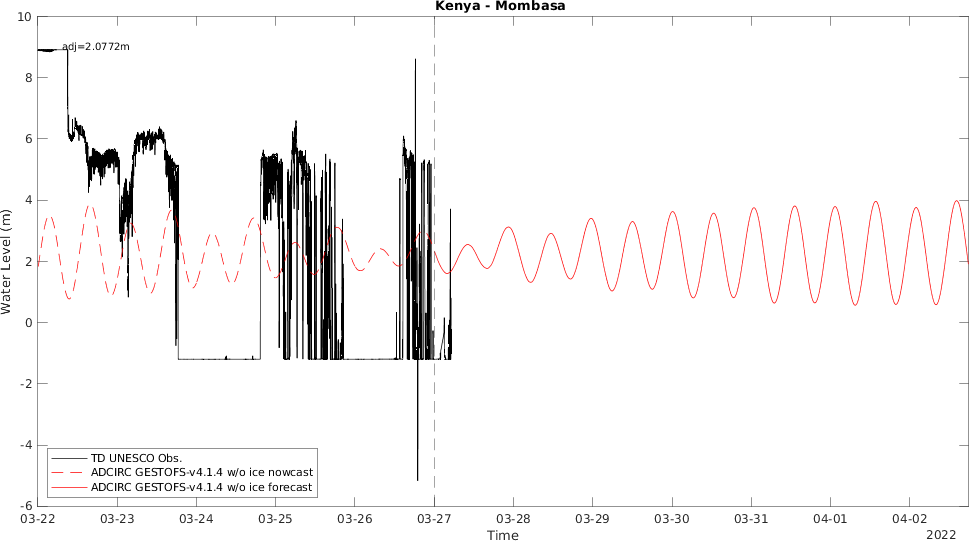 Kenya - Mombasa
10
adj=2.0772m
8
6
4
2
0
-2
-4
-6
Water Level (m)
TD UNESCO Obs.
ADCIRC GESTOFS-v4.1.4 w/o ice nowcast
ADCIRC GESTOFS-v4.1.4 w/o ice forecast
03-22 03-23 03-24 03-25 03-26 03-27 03-28 03-29 03-30 03-31 04-01 04-02
Time
2022